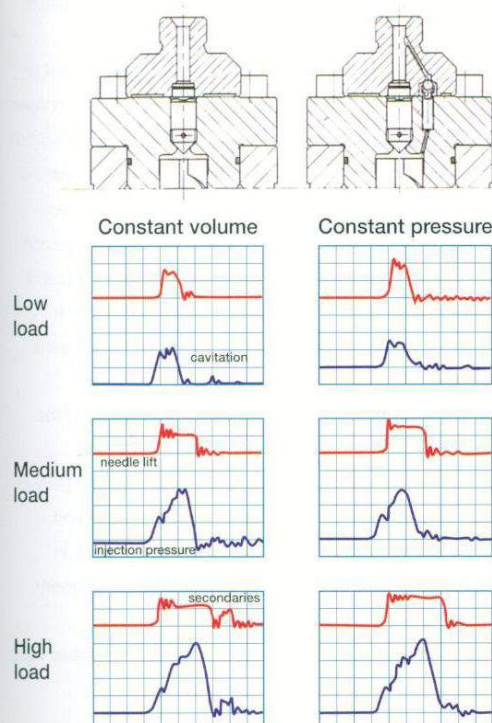 Constant volume
Constant pressure
Low
load
cavitation
Medium
load
needle lift
injection pressure
secondaries
High
load